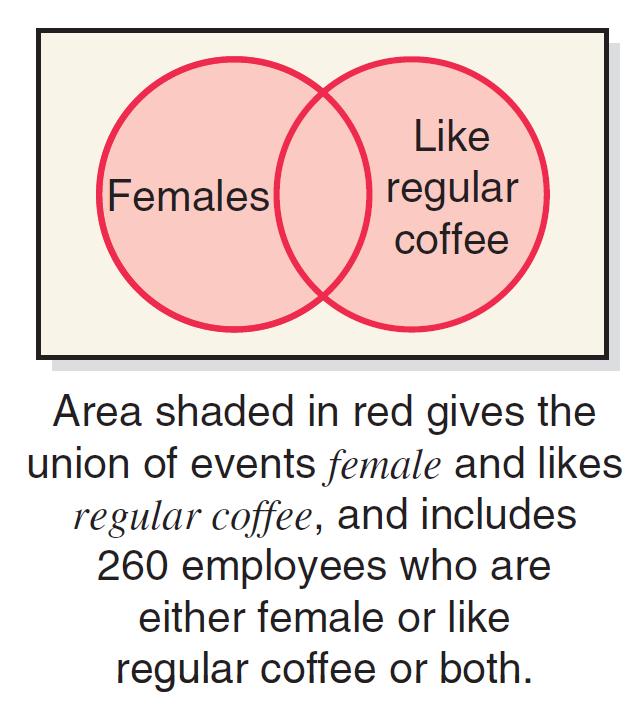 Females
Like
regular
coffee
Area shaded in red gives the
union of events female and likes
regular coffee, and includes
260 employees who are
either female or like
regular coffee or both.